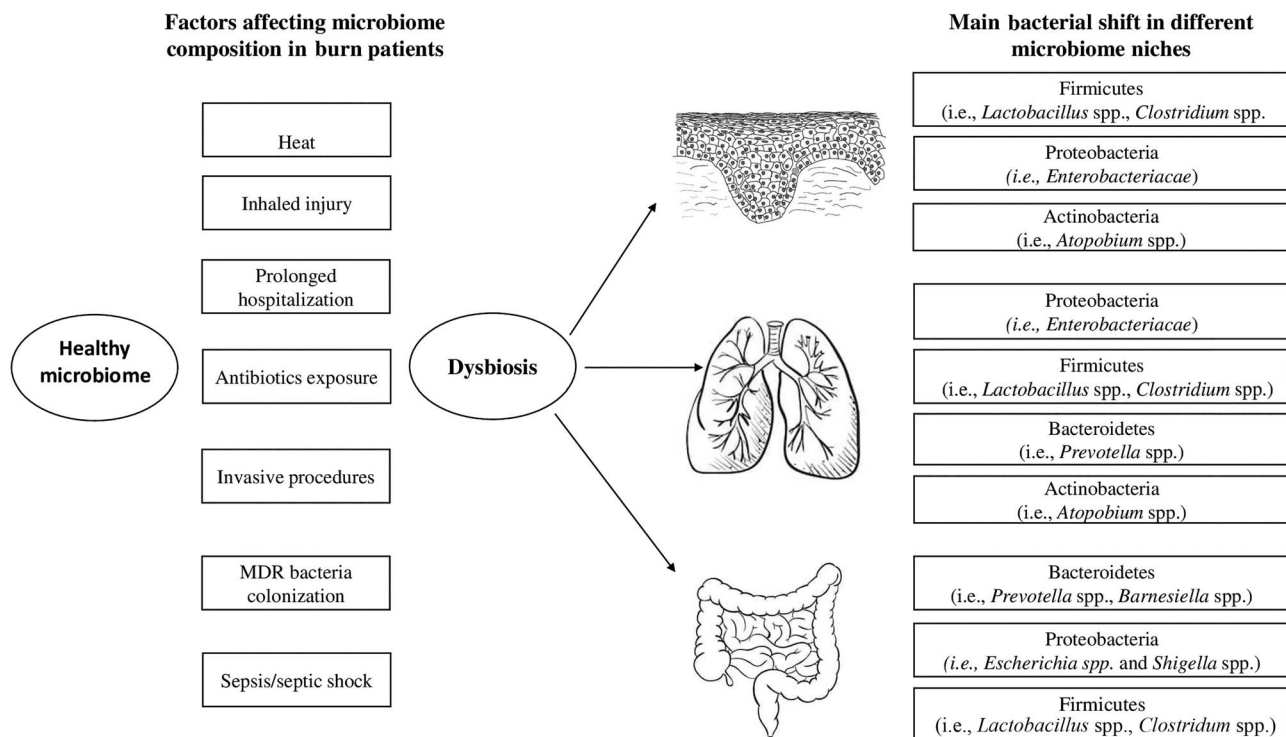 Factors affecting microbiome
composition in burn patients
Heat
Inhaled injury
Prolonged
hospitalization
Healthy
microbiome
Antibiotics exposure
Invasive procedures
MDR bacteria
colonization
Sepsis/septic shock
Dysbiosis
Main bacterial shift in different
microbiome niches
Firmicutes
(i.e., Lactobacillus spp., Clostridium spp.
Proteobacteria
(i.e., Enterobacteriacae)
Actinobacteria
(i.e., Atopobium spp.)
Proteobacteria
(i.e., Enterobacteriacae)
Firmicutes
(i.e., Lactobacillus spp., Clostridium spp.)
Bacteroidetes
(i.e., Prevotella spp.)
Actinobacteria
(i.e., Atopobium spp.)
Bacteroidetes
(i.e., Prevotella spp., Barnesiella spp.)
Proteobacteria
(i.e., Escherichia spp. and Shigella spp.)
Firmicutes
(i.e., Lactobacillus spp., Clostridum spp.)